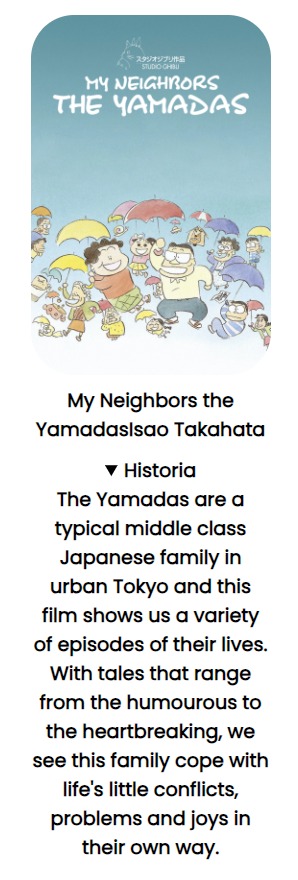 スタジオジブリ作品
STUDIO GHIBLI
MY NEIGHBORS
THE YAMADAS
My Neighbors the
YamadasIsao Takahata
▼ Historia
The Yamadas are a
typical middle class
Japanese family in
urban Tokyo and this
film shows us a variety
of episodes of their lives.
With tales that range
from the humourous to
the heartbreaking, we
see this family cope with
life's little conflicts,
problems and joys in
their own way.